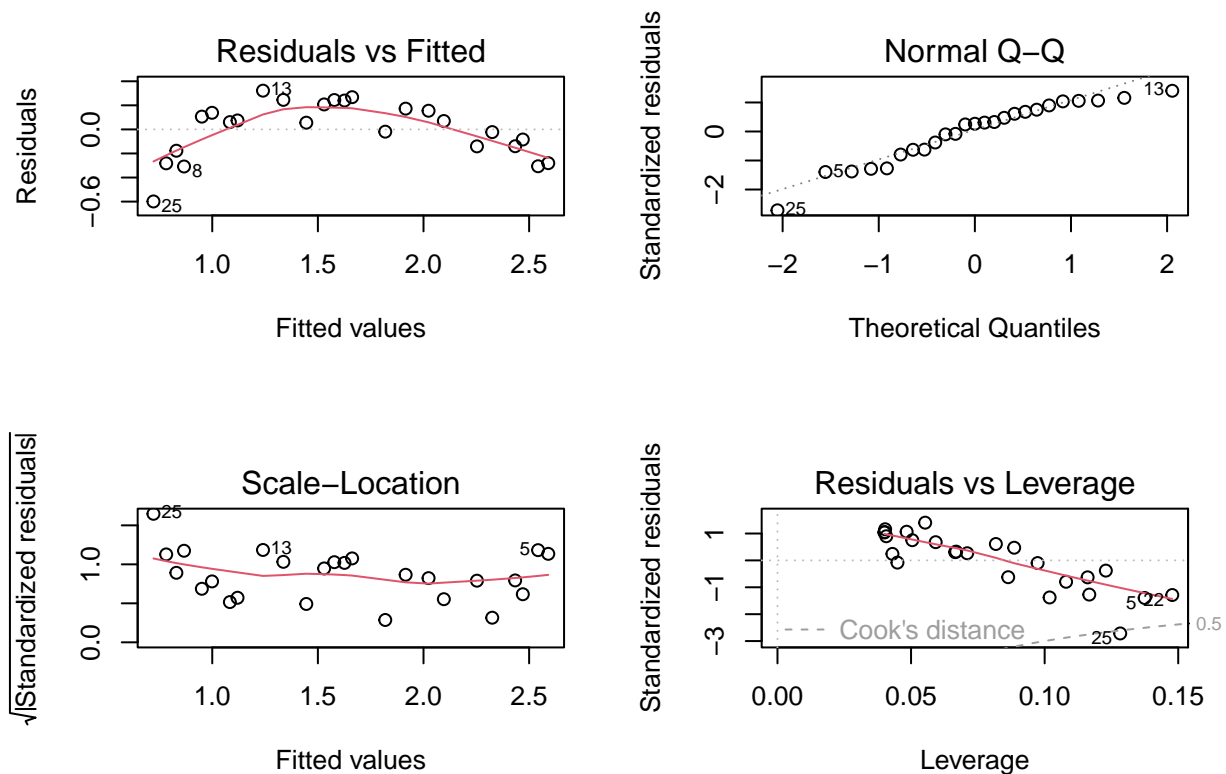 Residuals vs Fitted
Residuals
0.0
−0.6
13
8
25
1.0 1.5 2.0 2.5
Fitted values
Normal Q−Q
Standardized residuals
0
−2
13
5
25
−2 −1 0 1 2
Theoretical Quantiles
Scale−Location
√|Standardized residuals|
1.0
0.0
25
13
5
1.0 1.5 2.0 2.5
Fitted values
Residuals vs Leverage
Standardized residuals
1
−1
−3
5 22
25
Cook's distance
0.5
0.00 0.05 0.10 0.15
Leverage